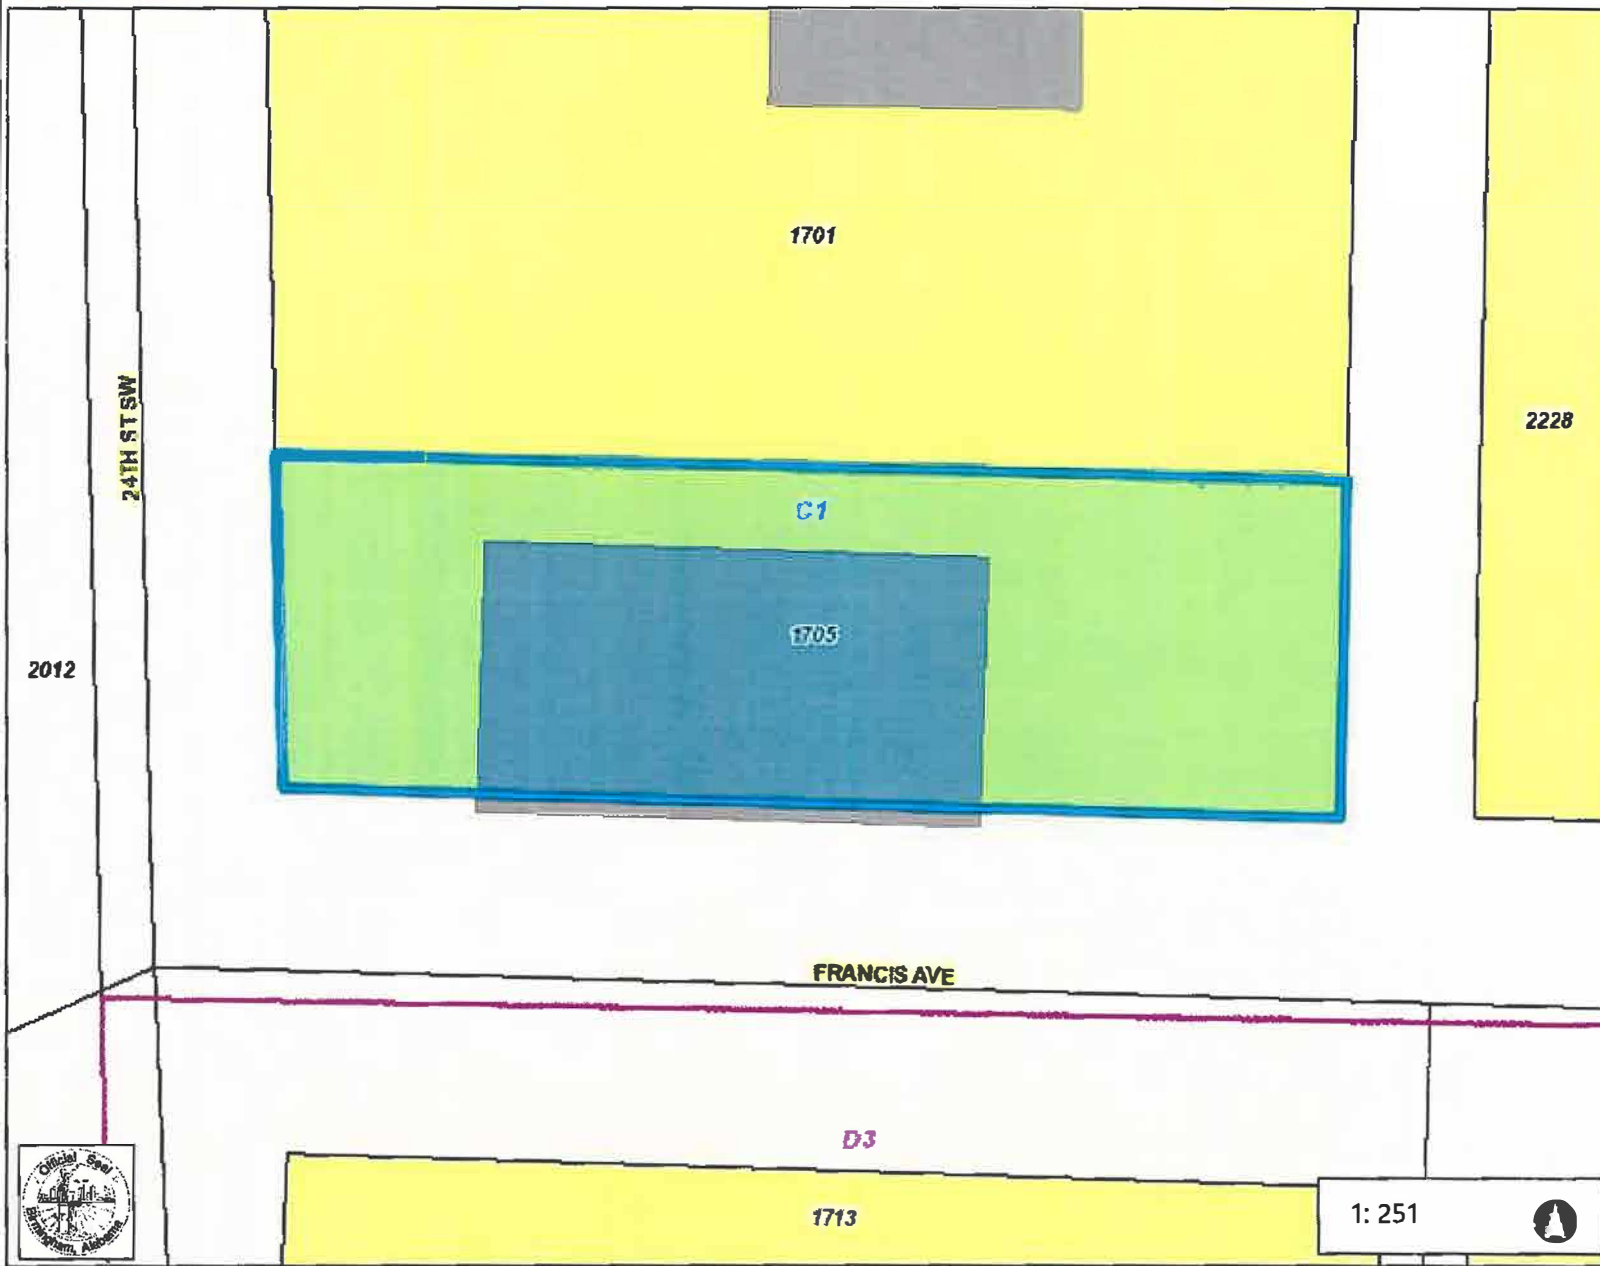 1701
24TH ST SW
2228
C1
1705
2012
FRANCIS AVE
D3
Official Seal
Birmingham, Alabama
1713
1: 251